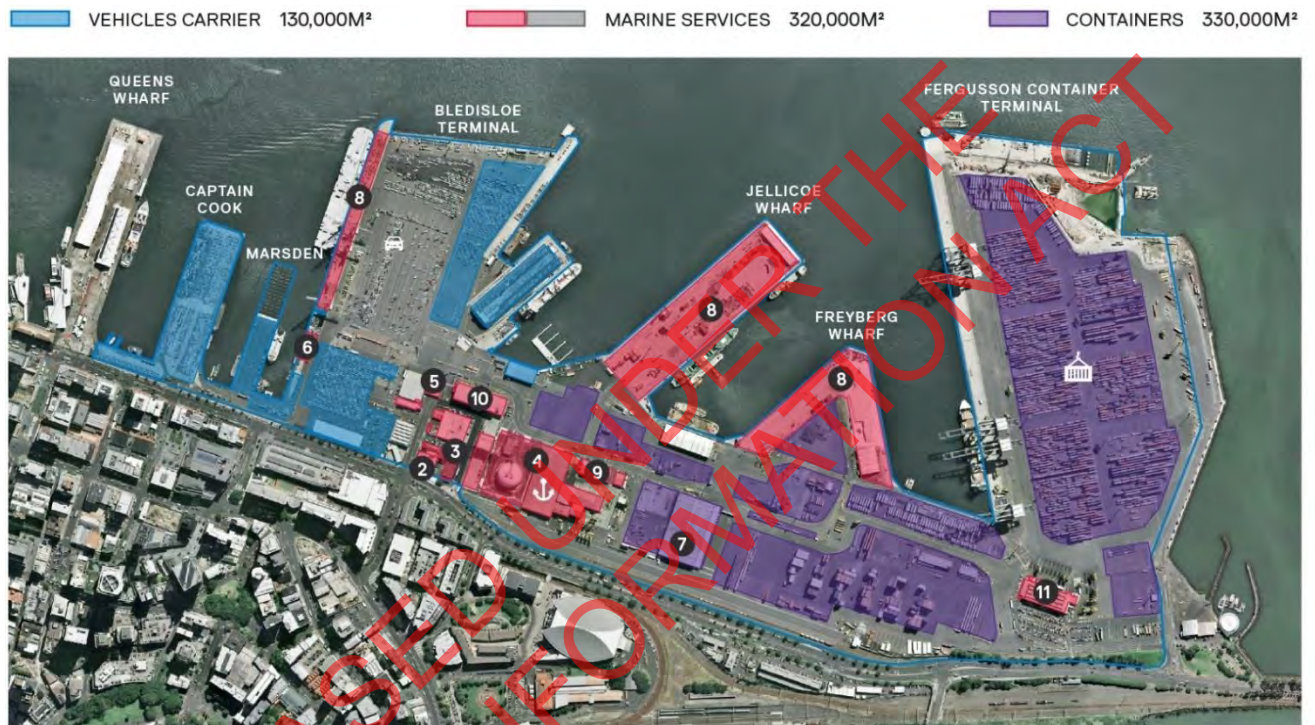 VEHICLES CARRIER 130,000M²
MARINE SERVICES 320,000M²
CONTAINERS 330,000M²
QUEENS
WHARF
CAPTAIN
COOK
MARSDEN
BLEDISLOE
TERMINAL
JELLICOE
WHARF
FREYBERG
WHARF
FERGUSSON CONTAINER
TERMINAL
8
6
5
10
2
3
4
9
7
8
8
11
SED UNDER THE
INFORMATION ACT